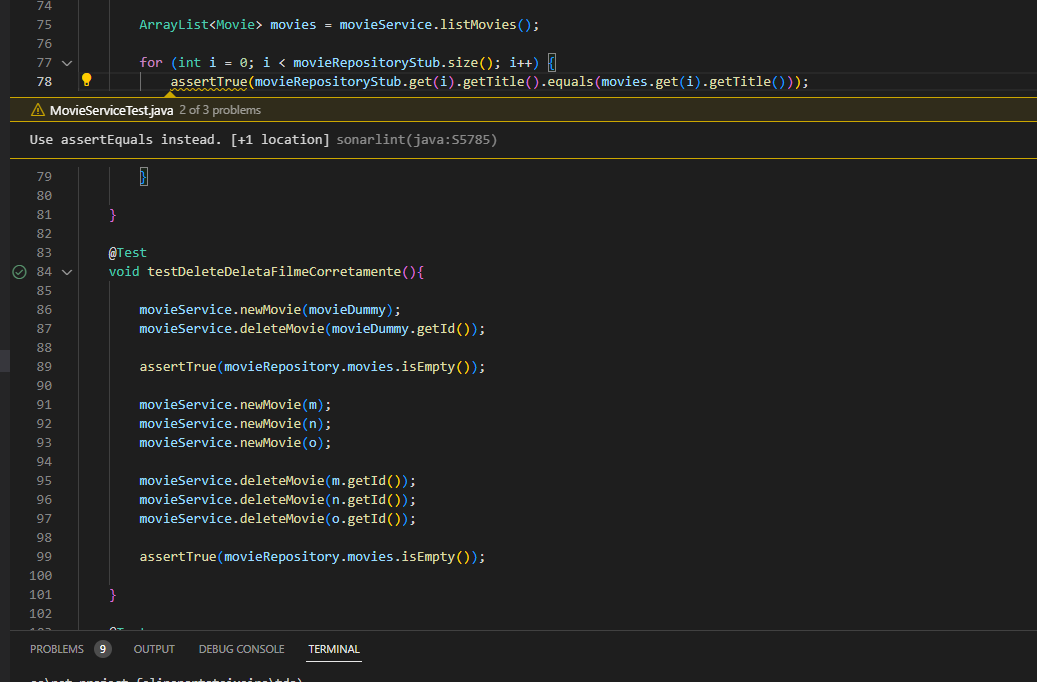 74
75 ArrayList<Movie> movies = movieService.listMovies();
76
77 for (int i = 0; i < movieRepositoryStub.size(); i++) {
78 assertTrue(movieRepositoryStub.get(i).getTitle().equals(movies.get(i).getTitle()));
MovieServiceTest.java 2 of 3 problems
Use assertEquals instead. [+1 location] sonarlint(java:S5785)
79 }
80
81 }
82
83 @Test
84 void testDeleteDeletaFilmeCorretamente(){
85
86 movieService.newMovie(movieDummy);
87 movieService.deleteMovie(movieDummy.getId());
88
89 assertTrue(movieRepository.movies.isEmpty());
90
91 movieService.newMovie(m);
92 movieService.newMovie(n);
93 movieService.newMovie(o);
94
95 movieService.deleteMovie(m.getId());
96 movieService.deleteMovie(n.getId());
97 movieService.deleteMovie(o.getId());
98
99 assertTrue(movieRepository.movies.isEmpty());
100
101 }
102
PROBLEMS 9 OUTPUT DEBUG CONSOLE TERMINAL